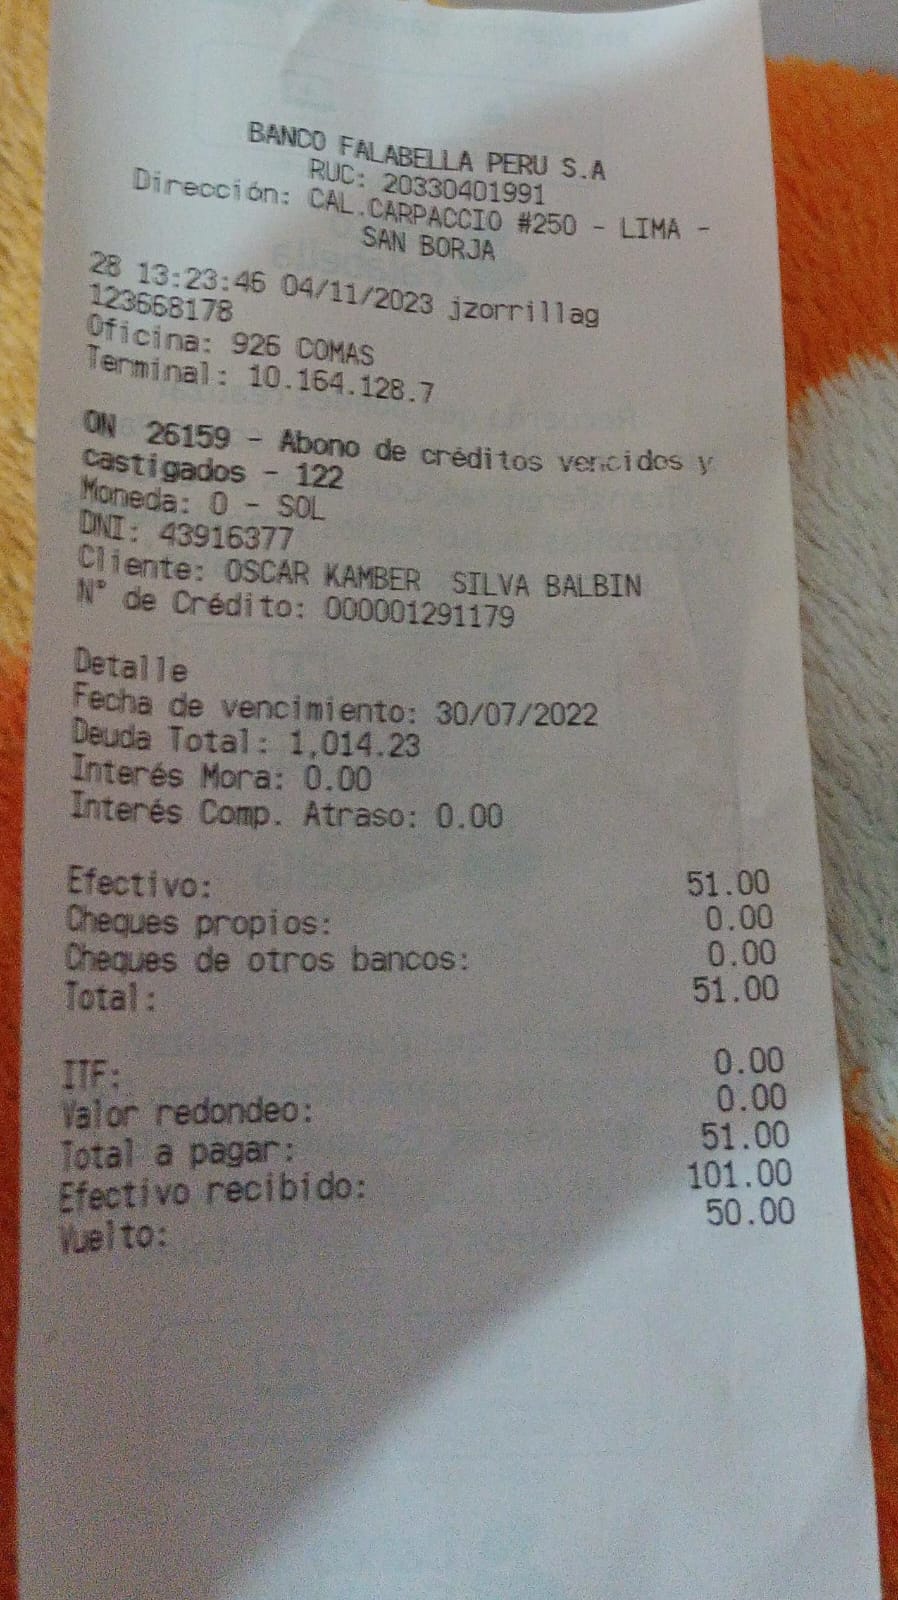 BANCO FALABELLA PERU S.A
RUC: 20330401991
Dirección: CAL.CARPACCIO #250 - LIMA -
SAN BORJA
28 13:23:46 04/11/2023 jzorrillag
123668178
Oficina: 926 COMAS
Terminal: 10.164.128.7
ON 26159 - Abono de créditos vencidos y
castigados - 122
Moneda: 0 - SOL
DNI: 43916377
Cliente: OSCAR KAMBER SILVA BALBIN
N° de Crédito: 000001291179
Detalle
Fecha de vencimiento: 30/07/2022
Deuda Total: 1,014.23
Interés Mora: 0.00
Interés Comp. Atraso: 0.00
Efectivo: 51.00
Cheques propios: 0.00
Cheques de otros bancos: 0.00
Total: 51.00
ITF: 0.00
Valor redondeo: 0.00
Total a pagar: 51.00
Efectivo recibido: 101.00
Vuelto: 50.00